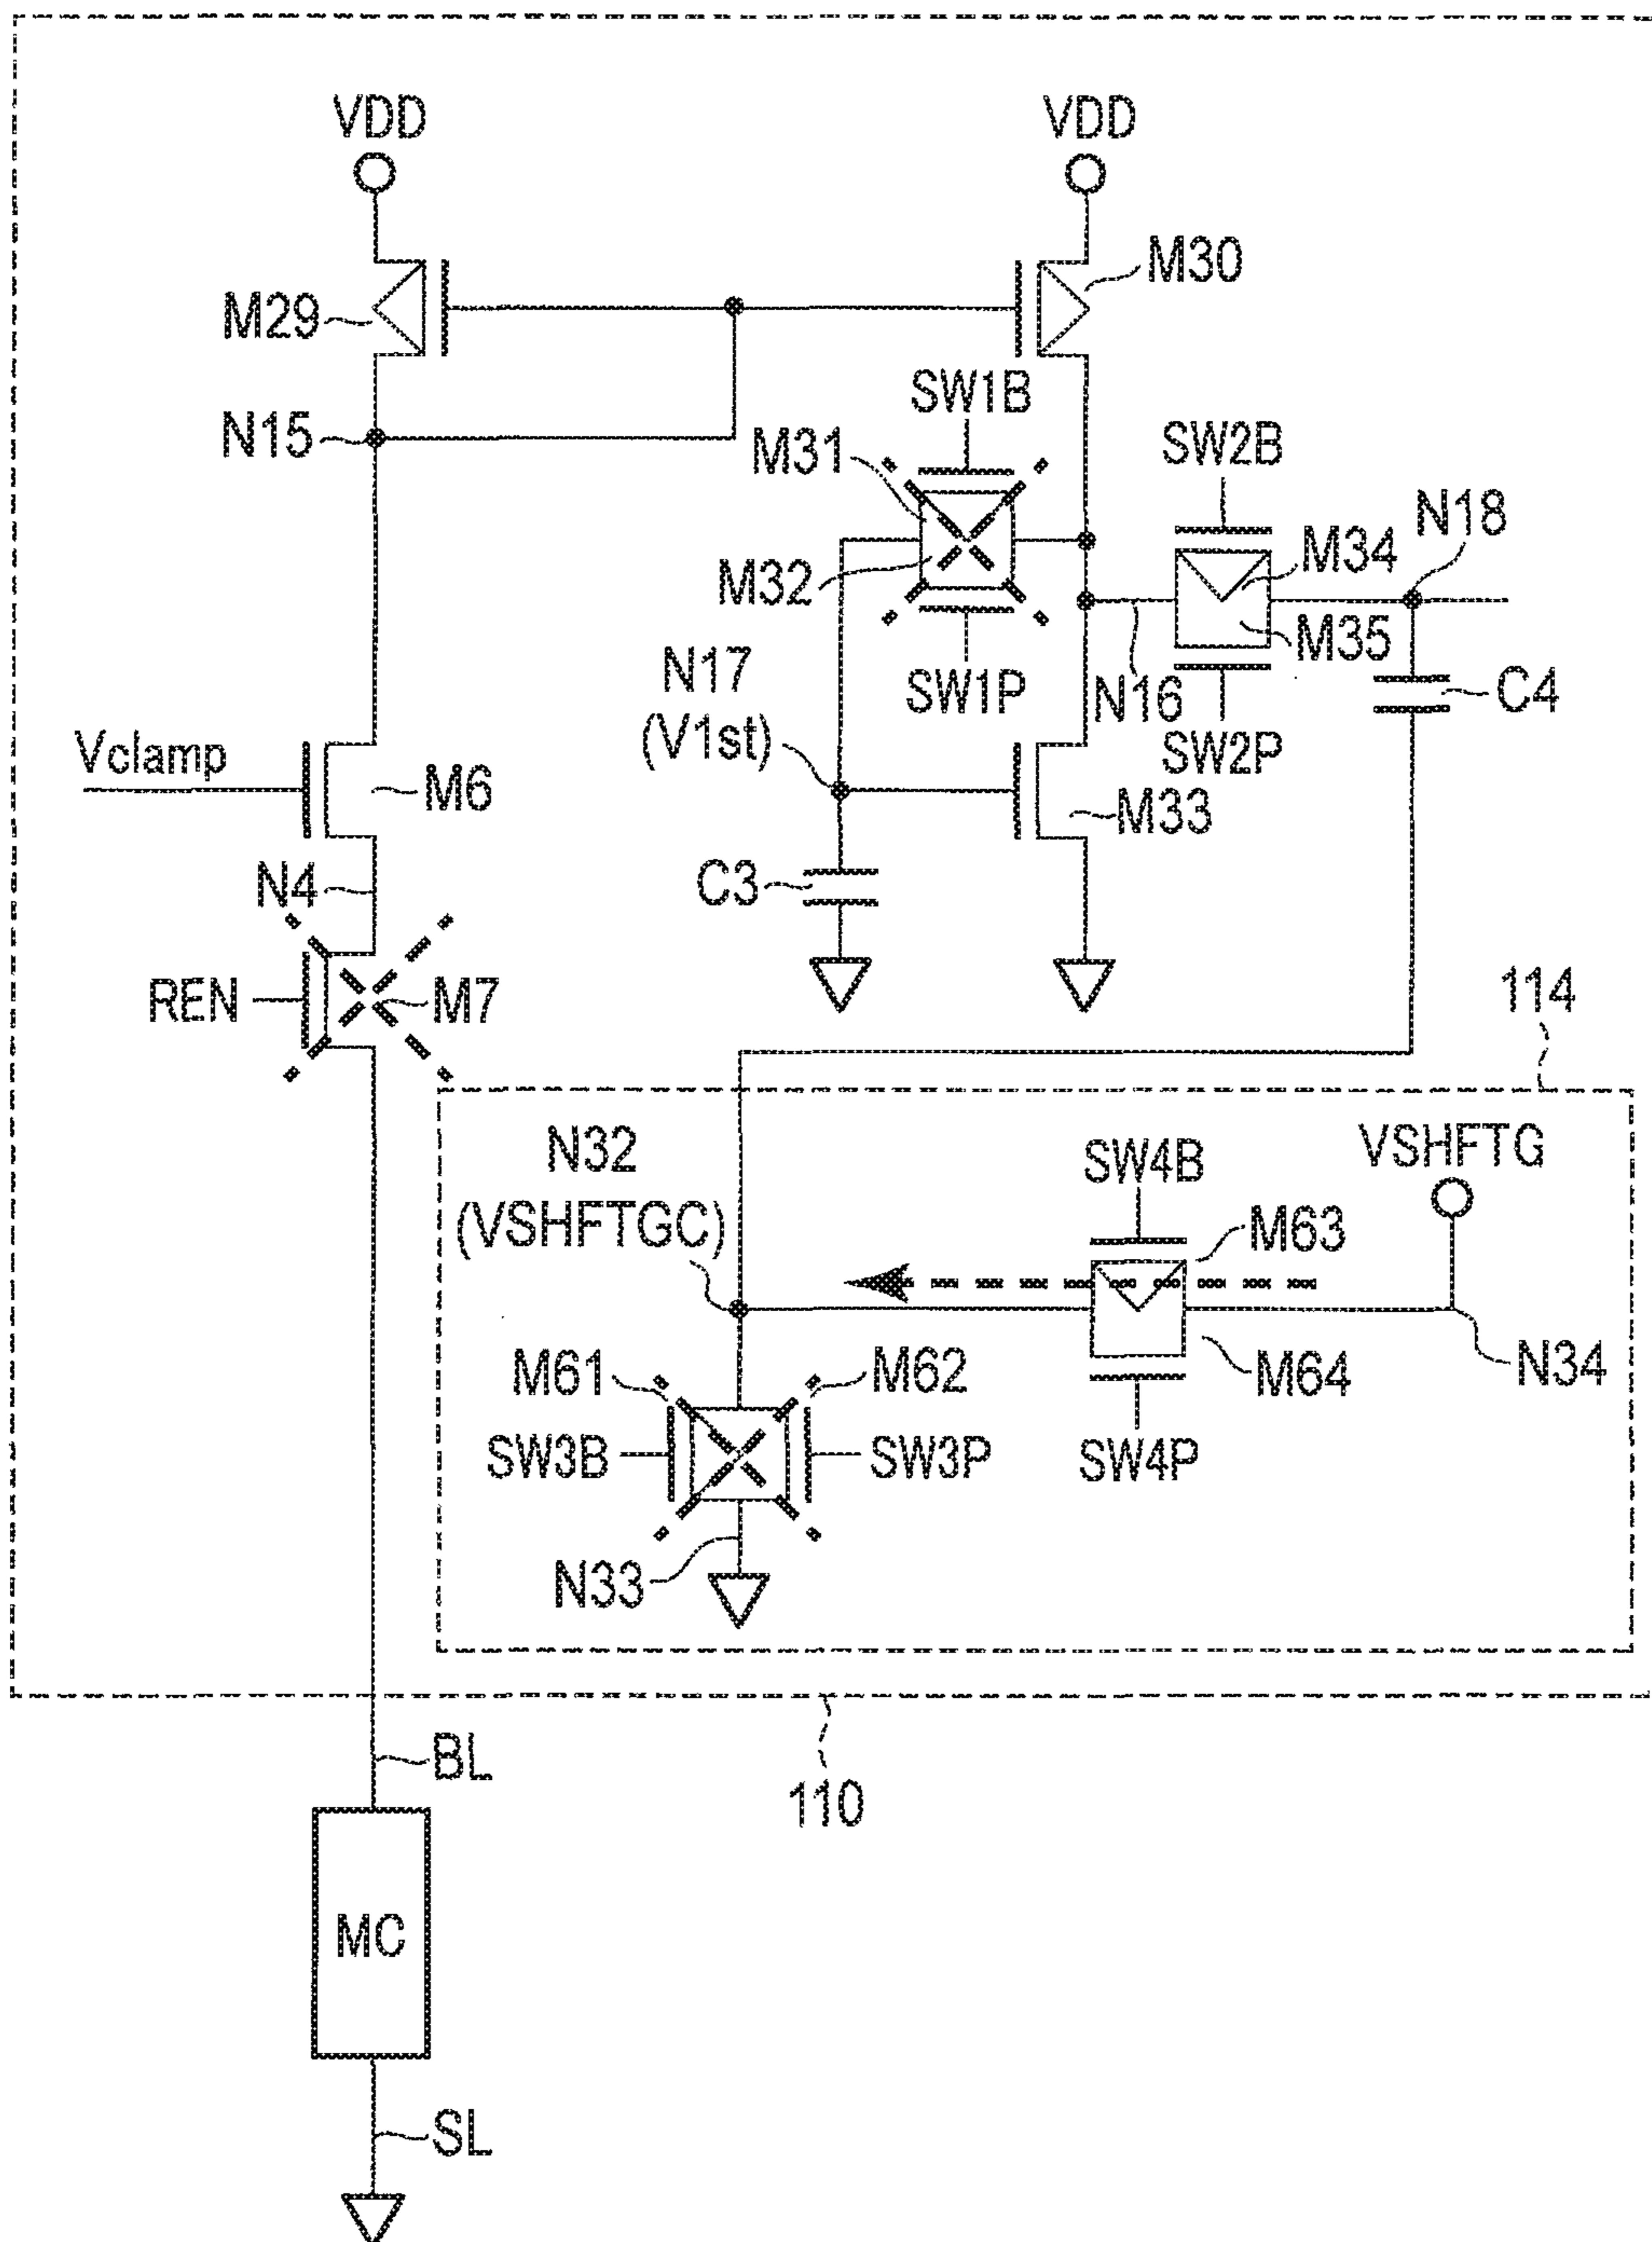 VDD
VDD
M29
M30
N15
SW1B
M31
M32
SW1P
SW2B
N18
M34
M35
N16
SW2P
C4
N17
(V1st)
Vclamp
M6
M33
N4
C3
REN
M7
114
N32
(VSHFTGC)
SW4B
VSHFTG
M63
M64
N34
SW4P
M61
M62
SW3B
SW3P
N33
BL
110
MC
SL